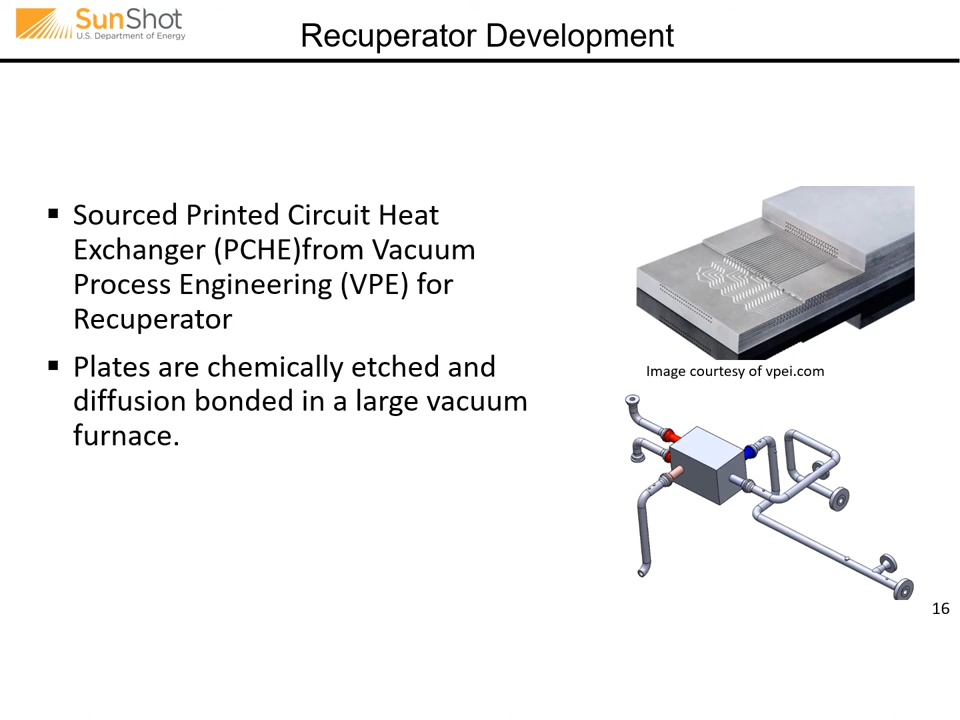 SunShot
U.S. Department of Energy
Recuperator Development
▪ Sourced Printed Circuit Heat
Exchanger (PCHE)from Vacuum
Process Engineering (VPE) for
Recuperator
▪ Plates are chemically etched and
diffusion bonded in a large vacuum
furnace.
Image courtesy of vpei.com
16